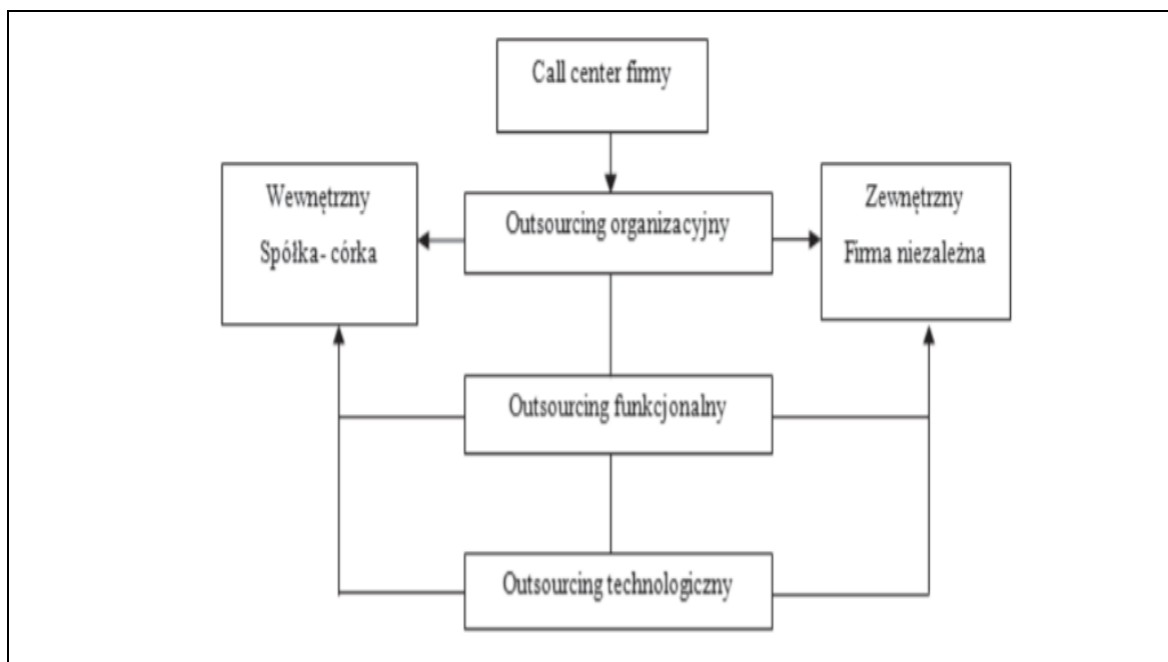 Call center firmy
Wewnętrzny
Spółka- córka
Outsourcing organizacyjny
Zewnętrzny
Firma niezależna
Outsourcing funkcjonalny
Outsourcing technologiczny